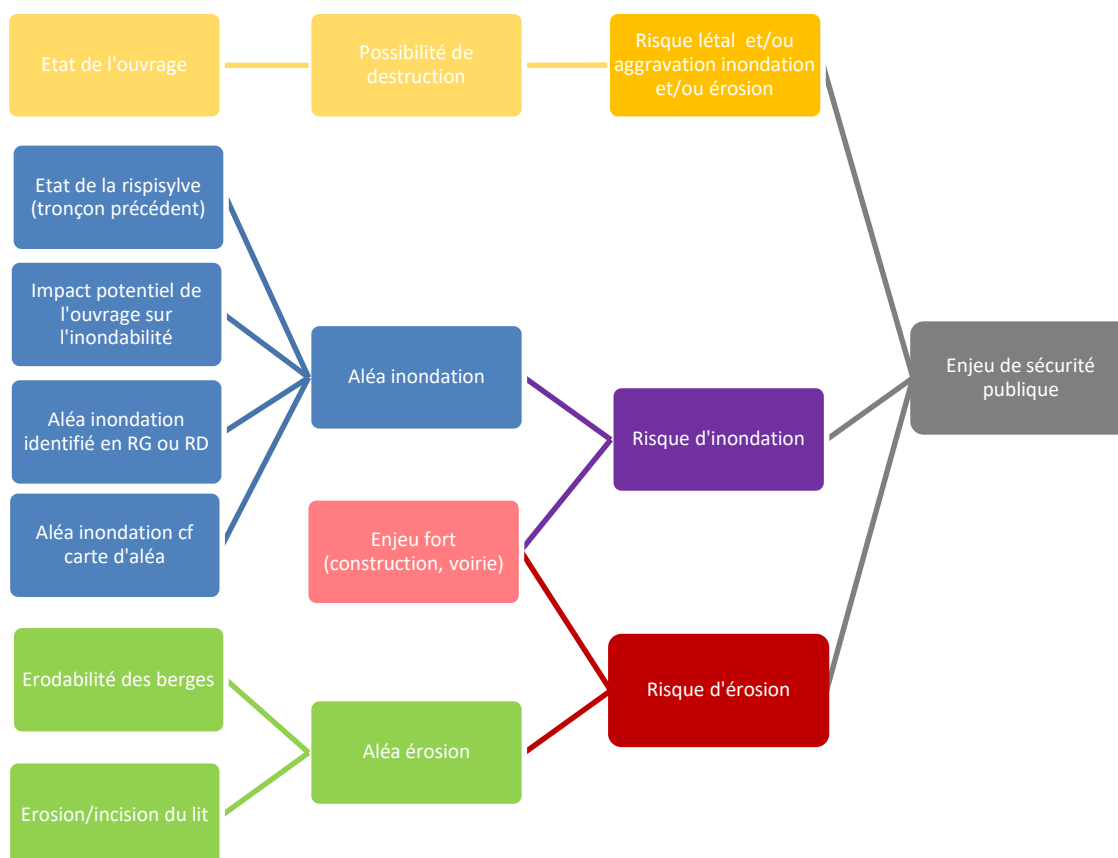 Etat de l'ouvrage
Possibilité de
destruction
Risque létal et/ou
aggravation inondation
et/ou érosion
Etat de la rispisylve
(tronçon précédent)
Impact potentiel de
l'ouvrage sur
l'inondabilité
Aléa inondation
identifié en RG ou RD
Aléa inondation cf
carte d'aléa
Aléa inondation
Enjeu fort
(construction, voirie)
Risque d'inondation
Enjeu de sécurité
publique
Erodabilité des berges
Erosion/incision du lit
Aléa érosion
Risque d'érosion